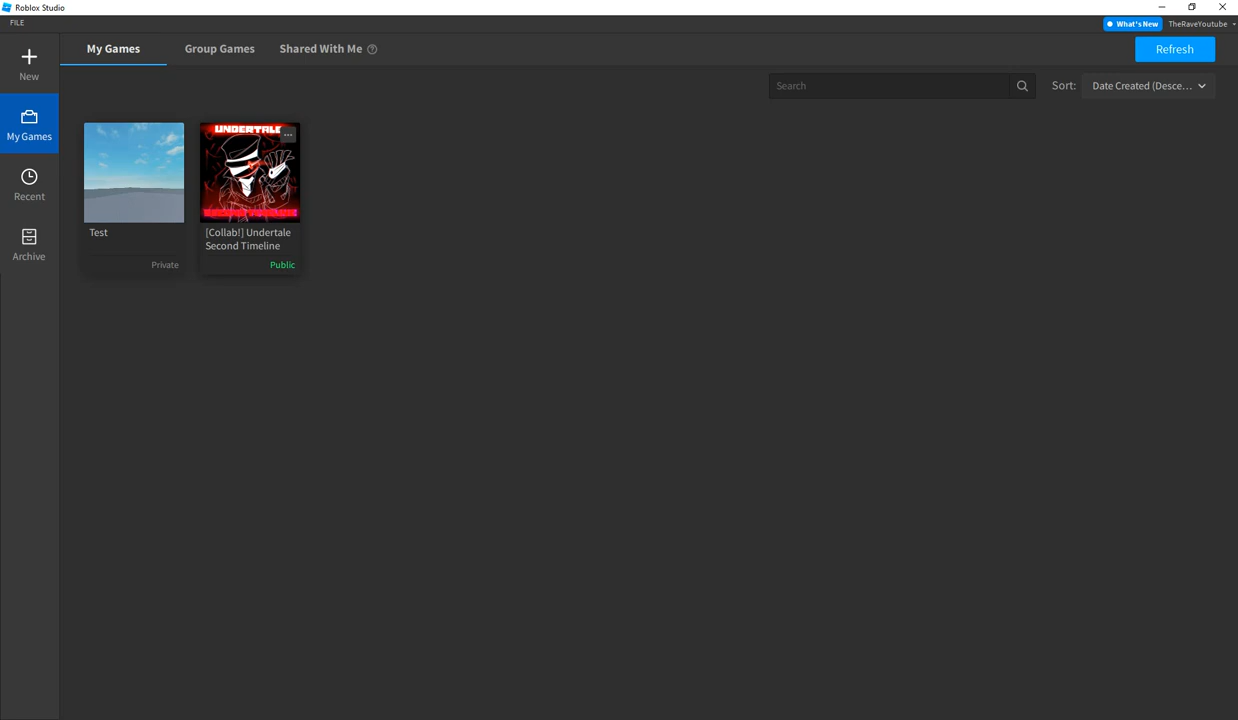 Roblox Studio
FILE
What's New
TheRaveYoutube
New
My Games
Group Games
Shared With Me
Refresh
Search
Sort:
Date Created (Desce...
My Games
Recent
Archive
UNDERTALE
Test
Private
[Collab!] Undertale
Second Timeline
Public